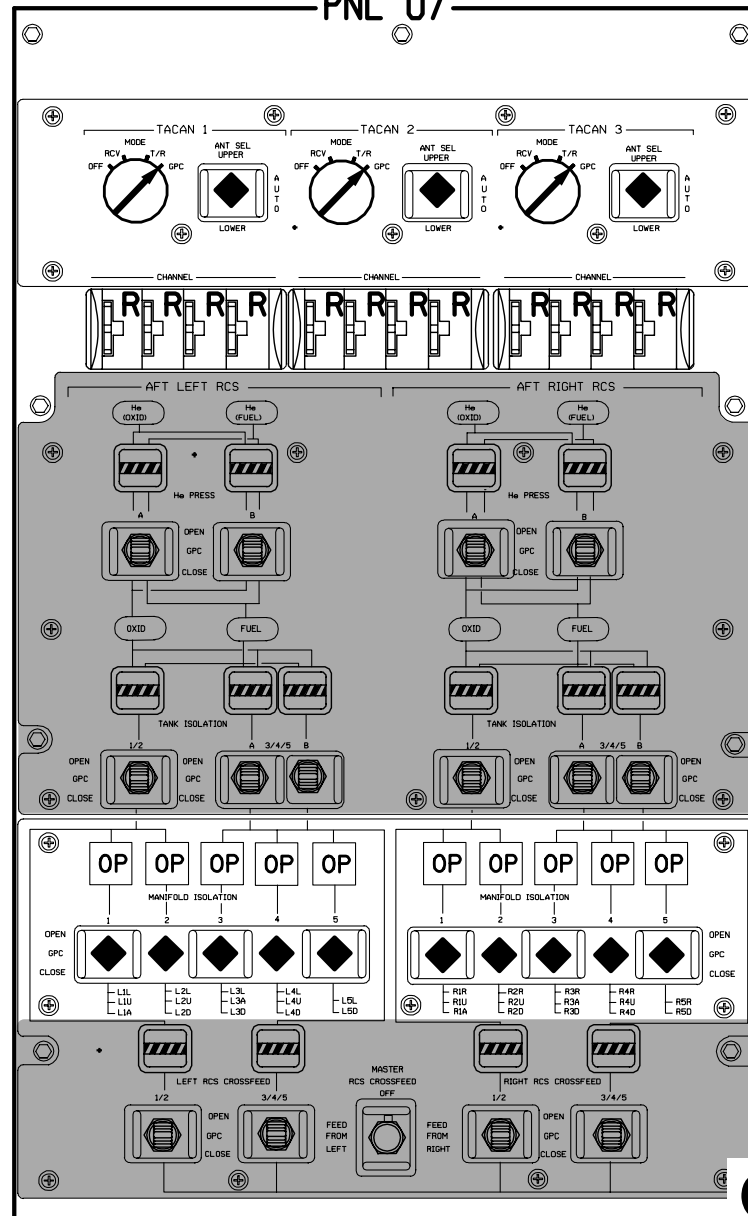 PNL O7
TACAN 1
TACAN 2
TACAN 3
MODE
OFF RCV T/R GPC
ANT SEL
UPPER
AUTO
LOWER
MODE
OFF RCV T/R GPC
ANT SEL
UPPER
AUTO
LOWER
MODE
OFF RCV T/R GPC
ANT SEL
UPPER
AUTO
LOWER
CHANNEL
CHANNEL
CHANNEL
R R R R
R R R R
R R R R
AFT LEFT RCS
AFT RIGHT RCS
He
(OXID)
He
(FUEL)
He
(OXID)
He
(FUEL)
He PRESS
He PRESS
A B
A B
OPEN
GPC
CLOSE
OPEN
GPC
CLOSE
OXID FUEL
OXID FUEL
TANK ISOLATION
TANK ISOLATION
1/2 A 3/4/5 B
1/2 A 3/4/5 B
OPEN OPEN
GPC GPC
CLOSE CLOSE
OPEN OPEN
GPC GPC
CLOSE CLOSE
OP OP OP OP OP
OP OP OP OP OP
MANIFOLD ISOLATION
MANIFOLD ISOLATION
1 2 3 4 5
1 2 3 4 5
OPEN
GPC
CLOSE
OPEN
GPC
CLOSE
L1L
L1U
L1A
L2L
L2U
L2D
L3L
L3A
L3D
L4L
L4U
L4D
L5L
L5D
R1R
R1U
R1A
R2R
R2U
R2D
R3R
R3A
R3D
R4R
R4U
R4D
R5R
R5D
LEFT RCS CROSSFEED
1/2 3/4/5
OPEN
GPC
CLOSE
MASTER
RCS CROSSFEED
OFF
FEED
FROM
LEFT
FEED
FROM
RIGHT
RIGHT RCS CROSSFEED
1/2 3/4/5
OPEN
GPC
CLOSE